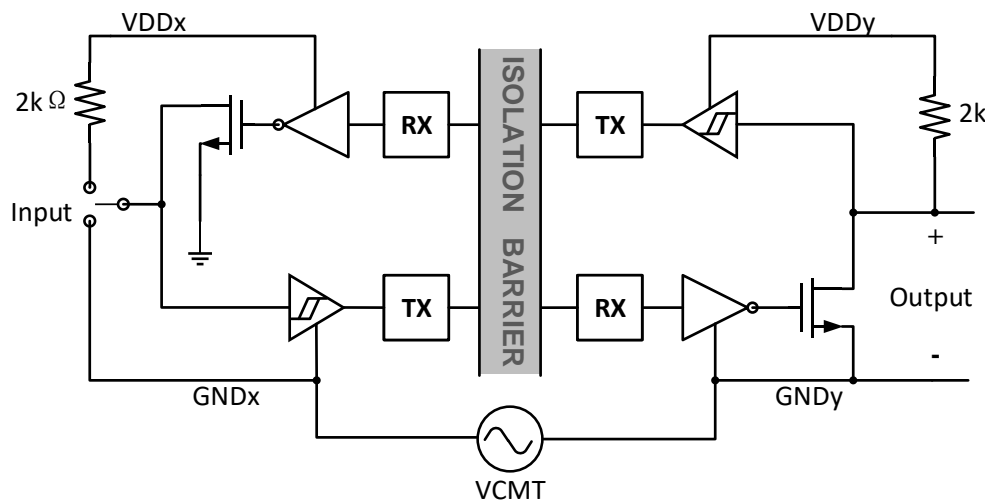 VDDx
VDDy
2k Ω
RX
TX
2k
Input
ISOLATION BARRIER
+
TX
RX
Output
-
GNDx
GNDy
VCMT